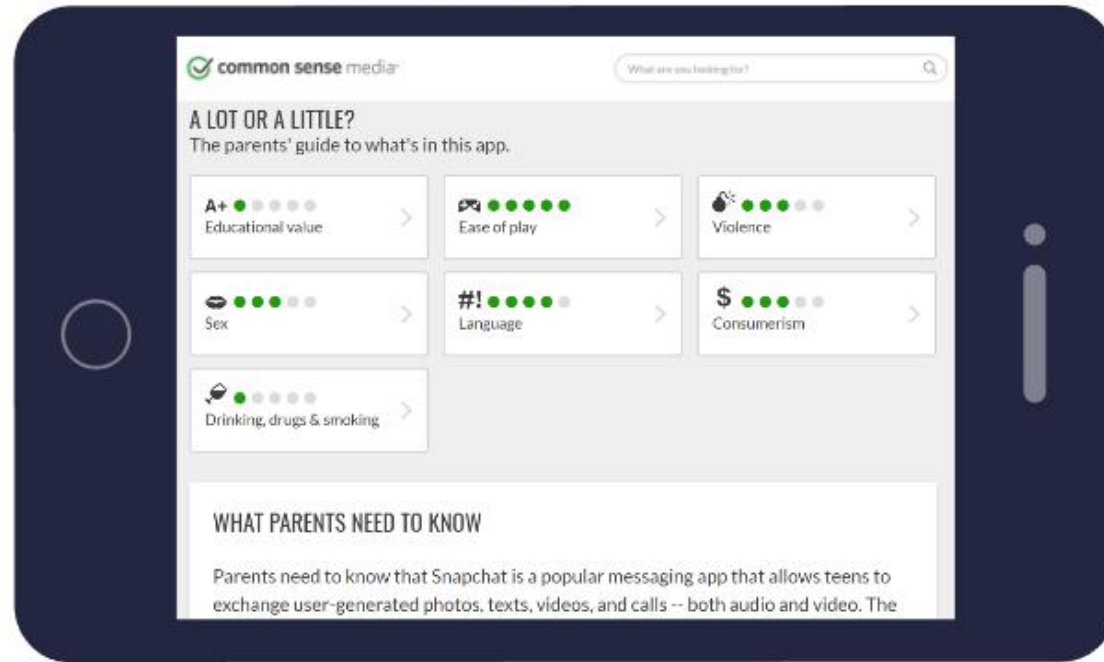 common sense media
What are you looking for?
A LOT OR A LITTLE?
The parents' guide to what's in this app.
A+
Educational value
Ease of play
Violence
Sex
#!
Language
$
Consumerism
Drinking, drugs & smoking
WHAT PARENTS NEED TO KNOW
Parents need to know that Snapchat is a popular messaging app that allows teens to
exchange user-generated photos, texts, videos, and calls -- both audio and video. The